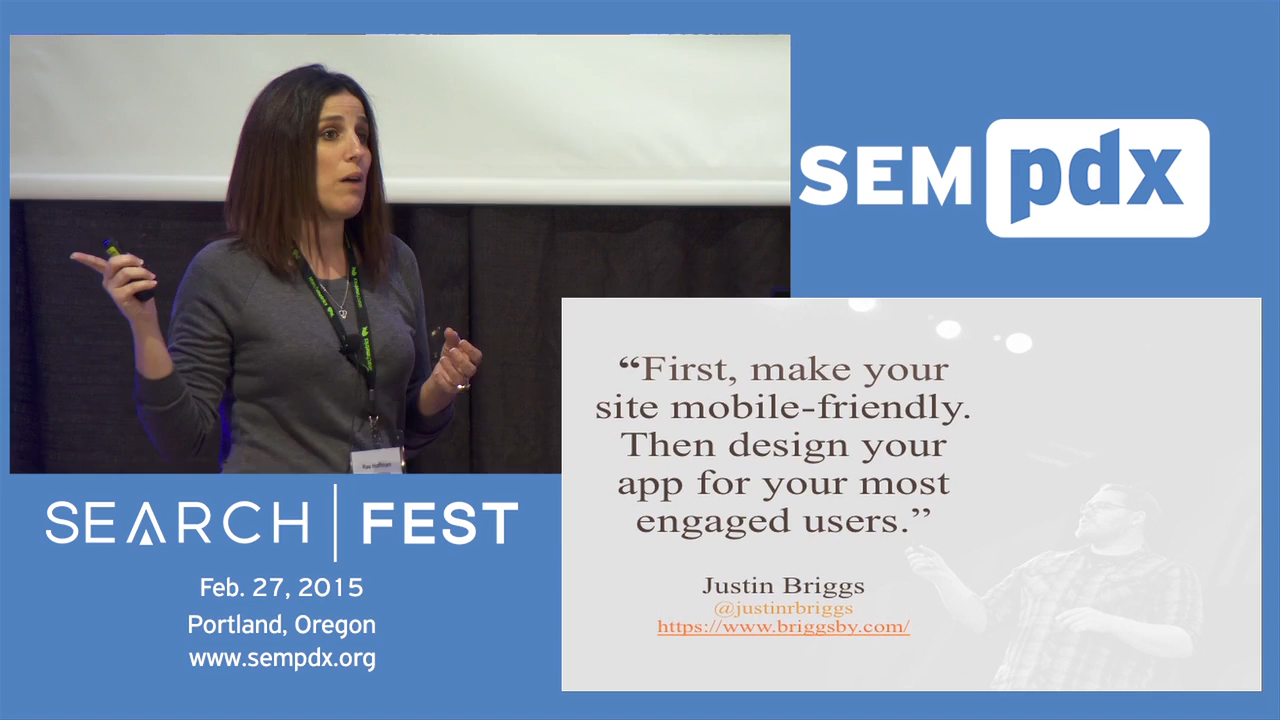 SEM pdx
“First, make your
site mobile-friendly.
Then design your
app for your most
engaged users.”
Justin Briggs
@justinrbriggs
https://www.briggsby.com/
SEARCH FEST
Feb. 27, 2015
Portland, Oregon
www.sempdx.org